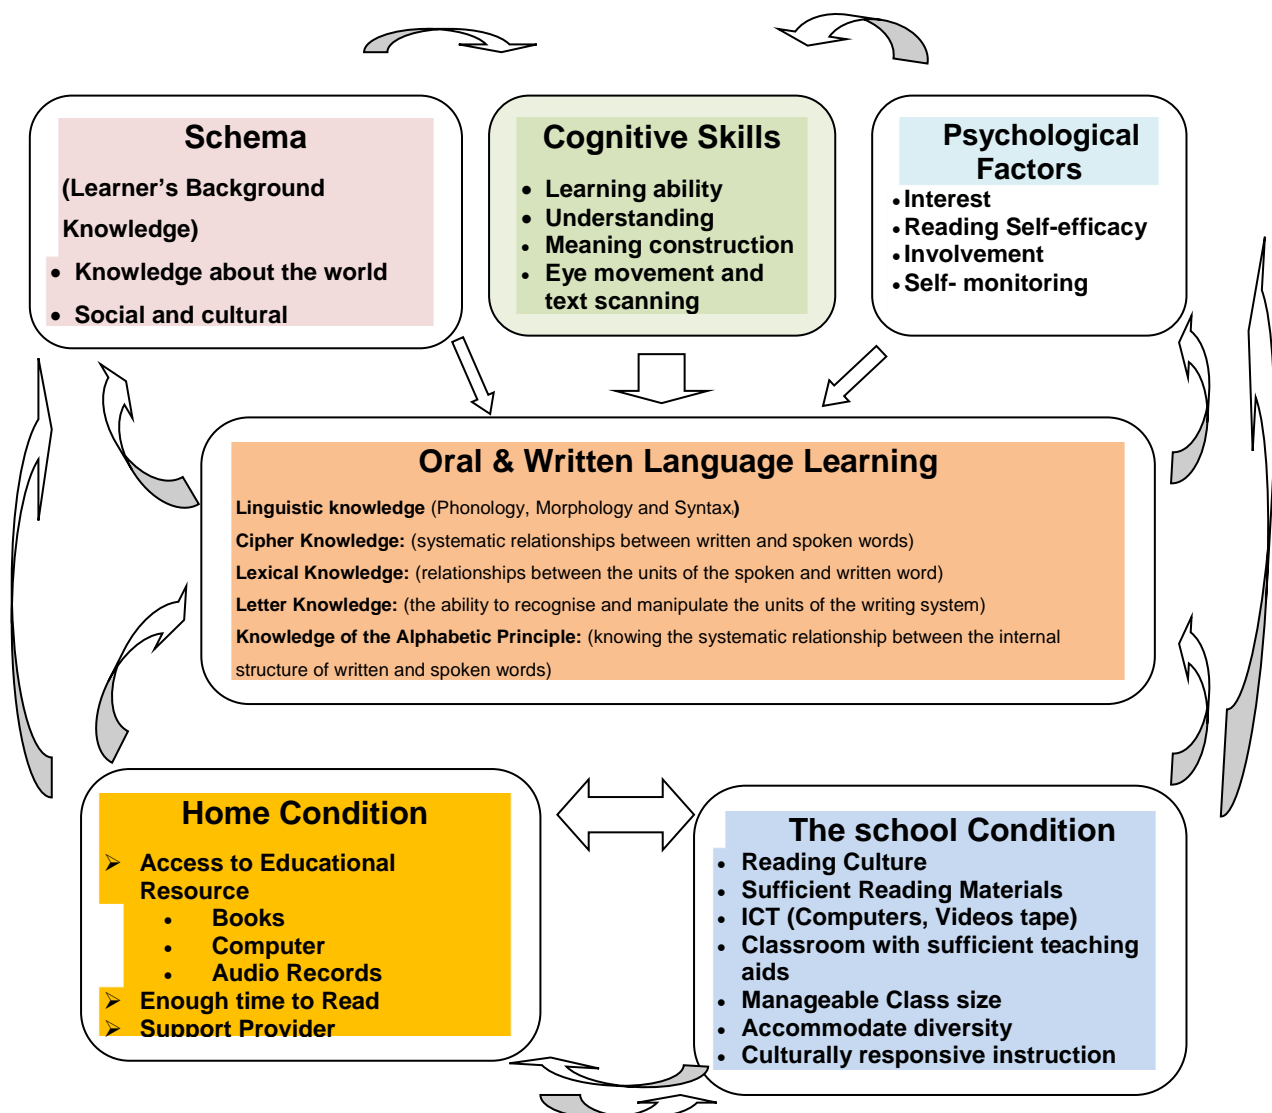 Schema
(Learner's Background
Knowledge)
• Knowledge about the world
• Social and cultural
Cognitive Skills
• Learning ability
• Understanding
• Meaning construction
• Eye movement and
text scanning
Psychological
Factors
• Interest
• Reading Self-efficacy
• Involvement
• Self- monitoring
Oral & Written Language Learning
Linguistic knowledge (Phonology, Morphology and Syntax)
Cipher Knowledge: (systematic relationships between written and spoken words)
Lexical Knowledge: (relationships between the units of the spoken and written word)
Letter Knowledge: (the ability to recognise and manipulate the units of the writing system)
Knowledge of the Alphabetic Principle: (knowing the systematic relationship between the internal
structure of written and spoken words)
Home Condition
➢ Access to Educational
Resource
• Books
• Computer
• Audio Records
➢ Enough time to Read
➢ Support Provider
The school Condition
• Reading Culture
• Sufficient Reading Materials
• ICT (Computers, Videos tape)
• Classroom with sufficient teaching
aids
• Manageable Class size
• Accommodate diversity
• Culturally responsive instruction